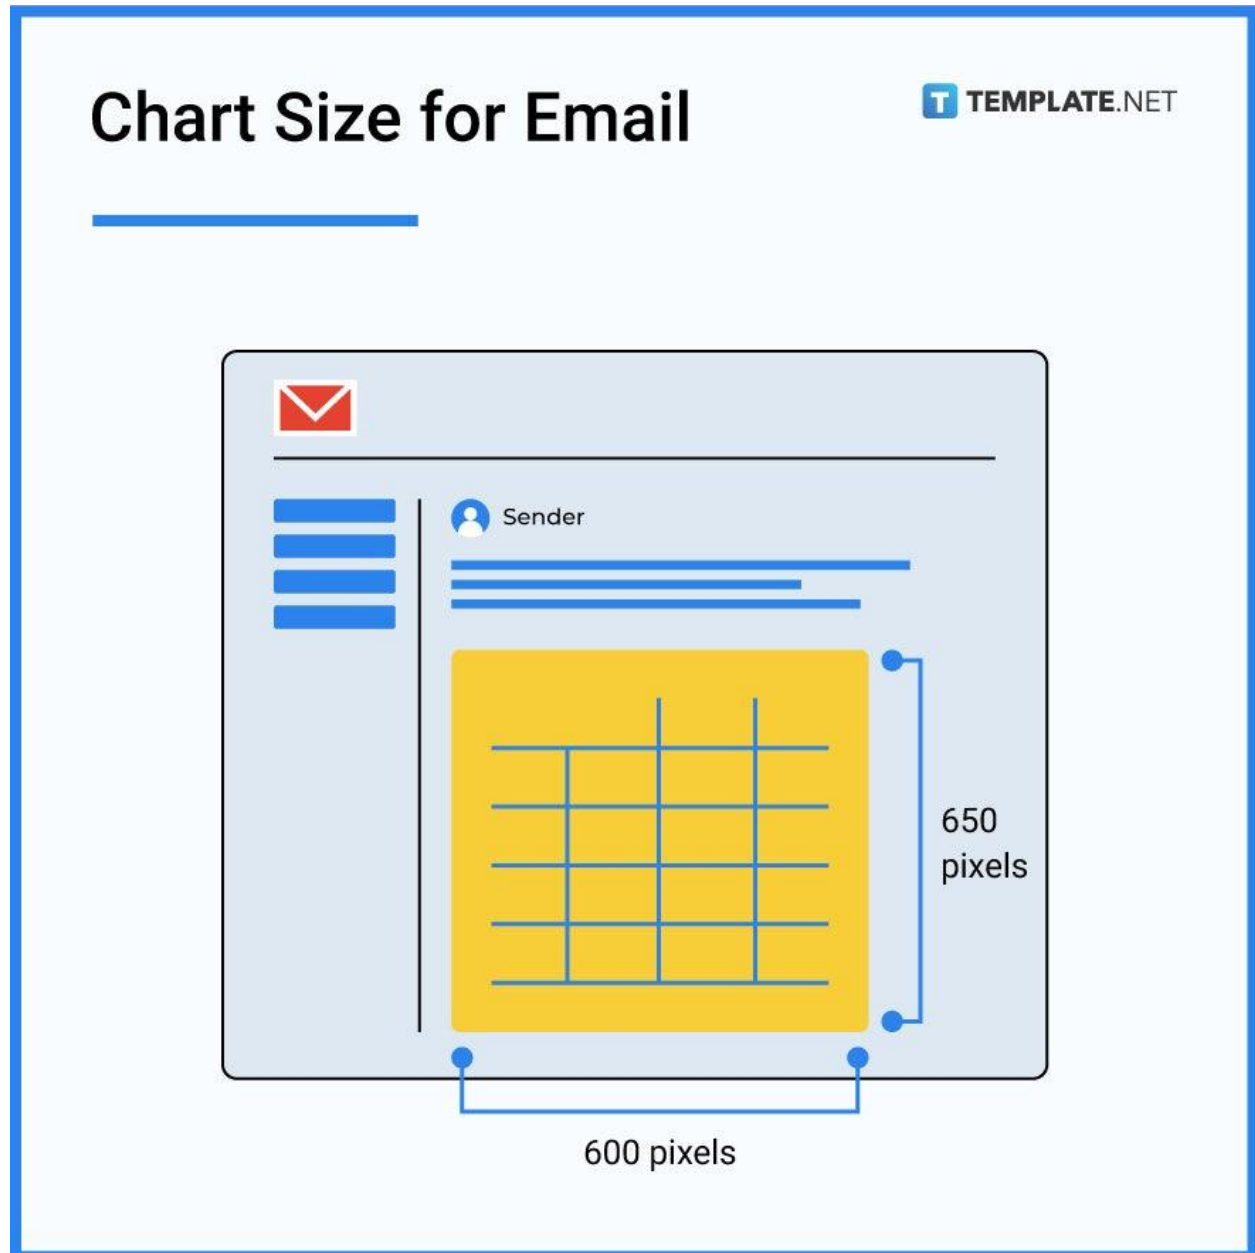 Chart Size for Email
TEMPLATE.NET
Sender
650
pixels
600 pixels